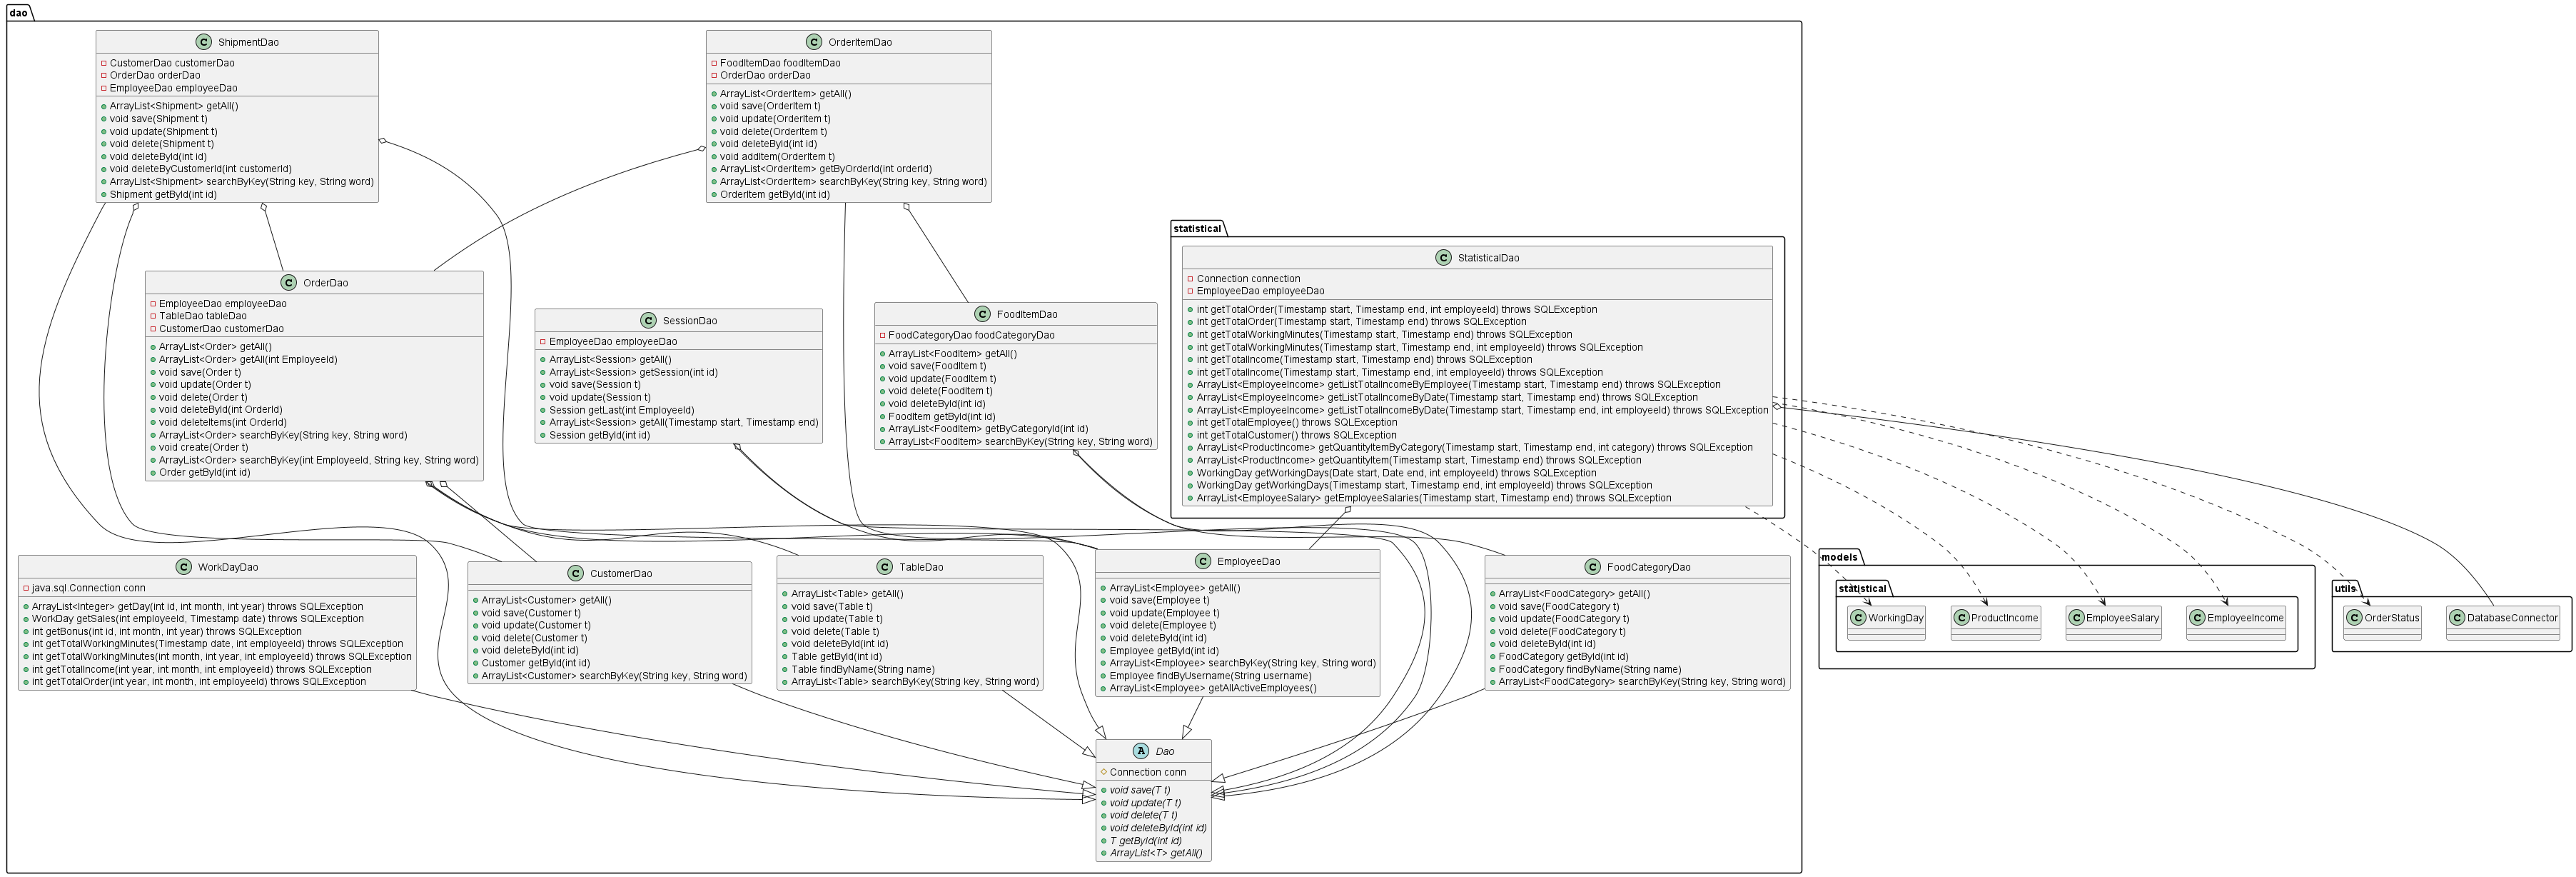 dao
C ShipmentDao
CustomerDao customerDao
OrderDao orderDao
EmployeeDao employeeDao
ArrayList<Shipment> getAll()
void save(Shipment t)
void update(Shipment t)
void delete(Shipment t)
void deleteById(int id)
void deleteByCustomerId(int customerId)
ArrayList<Shipment> searchByKey(String key, String word)
Shipment getById(int id)
C OrderItemDao
FoodItemDao foodItemDao
OrderDao orderDao
ArrayList<OrderItem> getAll()
void save(OrderItem t)
void update(OrderItem t)
void delete(OrderItem t)
void deleteById(int id)
void addItem(OrderItem t)
ArrayList<OrderItem> getByOrderId(int orderId)
ArrayList<OrderItem> searchByKey(String key, String word)
OrderItem getById(int id)
statistical
C StatisticalDao
Connection connection
EmployeeDao employeeDao
int getTotalOrder(Timestamp start, Timestamp end, int employeeId) throws SQLException
int getTotalOrder(Timestamp start, Timestamp end) throws SQLException
int getTotalWorkingMinutes(Timestamp start, Timestamp end) throws SQLException
int getTotalWorkingMinutes(Timestamp start, Timestamp end, int employeeId) throws SQLException
int getTotalIncome(Timestamp start, Timestamp end) throws SQLException
int getTotalIncome(Timestamp start, Timestamp end, int employeeId) throws SQLException
ArrayList<EmployeeIncome> getListTotalIncomeByEmployee(Timestamp start, Timestamp end) throws SQLException
ArrayList<EmployeeIncome> getListTotalIncomeByDate(Timestamp start, Timestamp end) throws SQLException
ArrayList<EmployeeIncome> getListTotalIncomeByDate(Timestamp start, Timestamp end, int employeeId) throws SQLException
int getTotalEmployee() throws SQLException
int getTotalCustomer() throws SQLException
ArrayList<ProductIncome> getQuantityItemByCategory(Timestamp start, Timestamp end, int category) throws SQLException
ArrayList<ProductIncome> getQuantityItem(Timestamp start, Timestamp end) throws SQLException
WorkingDay getWorkingDays(Date start, Date end, int employeeId) throws SQLException
WorkingDay getWorkingDays(Timestamp start, Timestamp end, int employeeId) throws SQLException
ArrayList<EmployeeSalary> getEmployeeSalaries(Timestamp start, Timestamp end) throws SQLException
C OrderDao
EmployeeDao employeeDao
TableDao tableDao
CustomerDao customerDao
ArrayList<Order> getAll()
ArrayList<Order> getAll(int EmployeeId)
void save(Order t)
void update(Order t)
void delete(Order t)
void deleteById(int OrderId)
void deleteItems(int OrderId)
ArrayList<Order> searchByKey(String key, String word)
void create(Order t)
ArrayList<Order> searchByKey(int EmployeeId, String key, String word)
Order getById(int id)
C SessionDao
EmployeeDao employeeDao
ArrayList<Session> getAll()
ArrayList<Session> getSession(int id)
void save(Session t)
void update(Session t)
Session getLast(int EmployeeId)
ArrayList<Session> getAll(Timestamp start, Timestamp end)
Session getById(int id)
C FoodItemDao
FoodCategoryDao foodCategoryDao
ArrayList<FoodItem> getAll()
void save(FoodItem t)
void update(FoodItem t)
void delete(FoodItem t)
void deleteById(int id)
FoodItem getById(int id)
ArrayList<FoodItem> getByCategoryId(int id)
ArrayList<FoodItem> searchByKey(String key, String word)
C WorkDayDao
java.sql.Connection conn
ArrayList<Integer> getDay(int id, int month, int year) throws SQLException
WorkDay getSales(int employeeId, Timestamp date) throws SQLException
int getBonus(int id, int month, int year) throws SQLException
int getTotalWorkingMinutes(Timestamp date, int employeeId) throws SQLException
int getTotalWorkingMinutes(int month, int year, int employeeId) throws SQLException
int getTotalIncome(int year, int month, int employeeId) throws SQLException
int getTotalOrder(int year, int month, int employeeId) throws SQLException
C CustomerDao
ArrayList<Customer> getAll()
void save(Customer t)
void update(Customer t)
void delete(Customer t)
void deleteById(int id)
Customer getById(int id)
ArrayList<Customer> searchByKey(String key, String word)
C TableDao
ArrayList<Table> getAll()
void save(Table t)
void update(Table t)
void delete(Table t)
void deleteById(int id)
Table getById(int id)
Table findByName(String name)
ArrayList<Table> searchByKey(String key, String word)
C EmployeeDao
ArrayList<Employee> getAll()
void save(Employee t)
void update(Employee t)
void delete(Employee t)
void deleteById(int id)
Employee getById(int id)
ArrayList<Employee> searchByKey(String key, String word)
Employee findByUsername(String username)
ArrayList<Employee> getAllActiveEmployees()
C FoodCategoryDao
ArrayList<FoodCategory> getAll()
void save(FoodCategory t)
void update(FoodCategory t)
void delete(FoodCategory t)
void deleteById(int id)
FoodCategory getById(int id)
FoodCategory findByName(String name)
ArrayList<FoodCategory> searchByKey(String key, String word)
A Dao
Connection conn
void save(T t)
void update(T t)
void delete(T t)
void deleteById(int id)
T getById(int id)
ArrayList<T> getAll()
models
statistical
C WorkingDay
C ProductIncome
C EmployeeSalary
C EmployeeIncome
utils
C OrderStatus
C DatabaseConnector